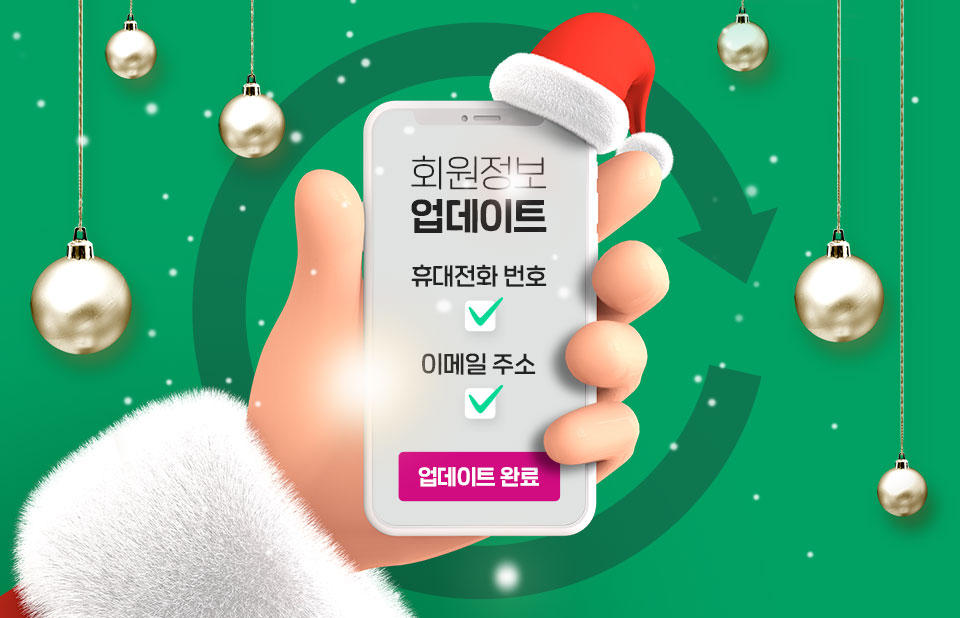 회원정보
업데이트
휴대전화 번호
이메일 주소
업데이트 완료